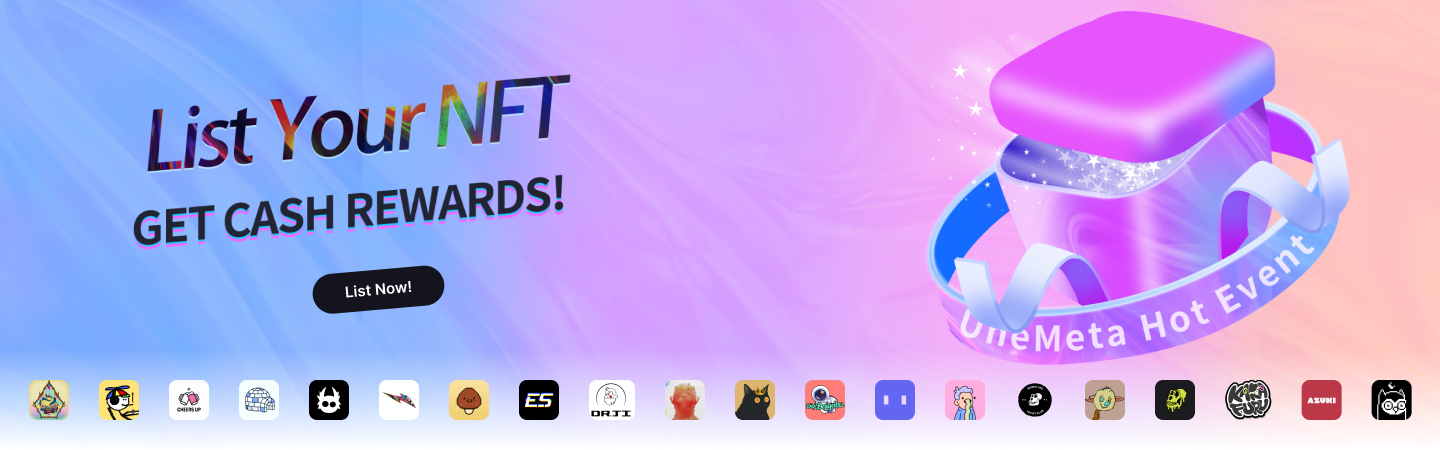 List Your NFT
GET CASH REWARDS!
List Now!
OneMeta Hot Event
CHEERS UP
ES
ORJI
AZUKI